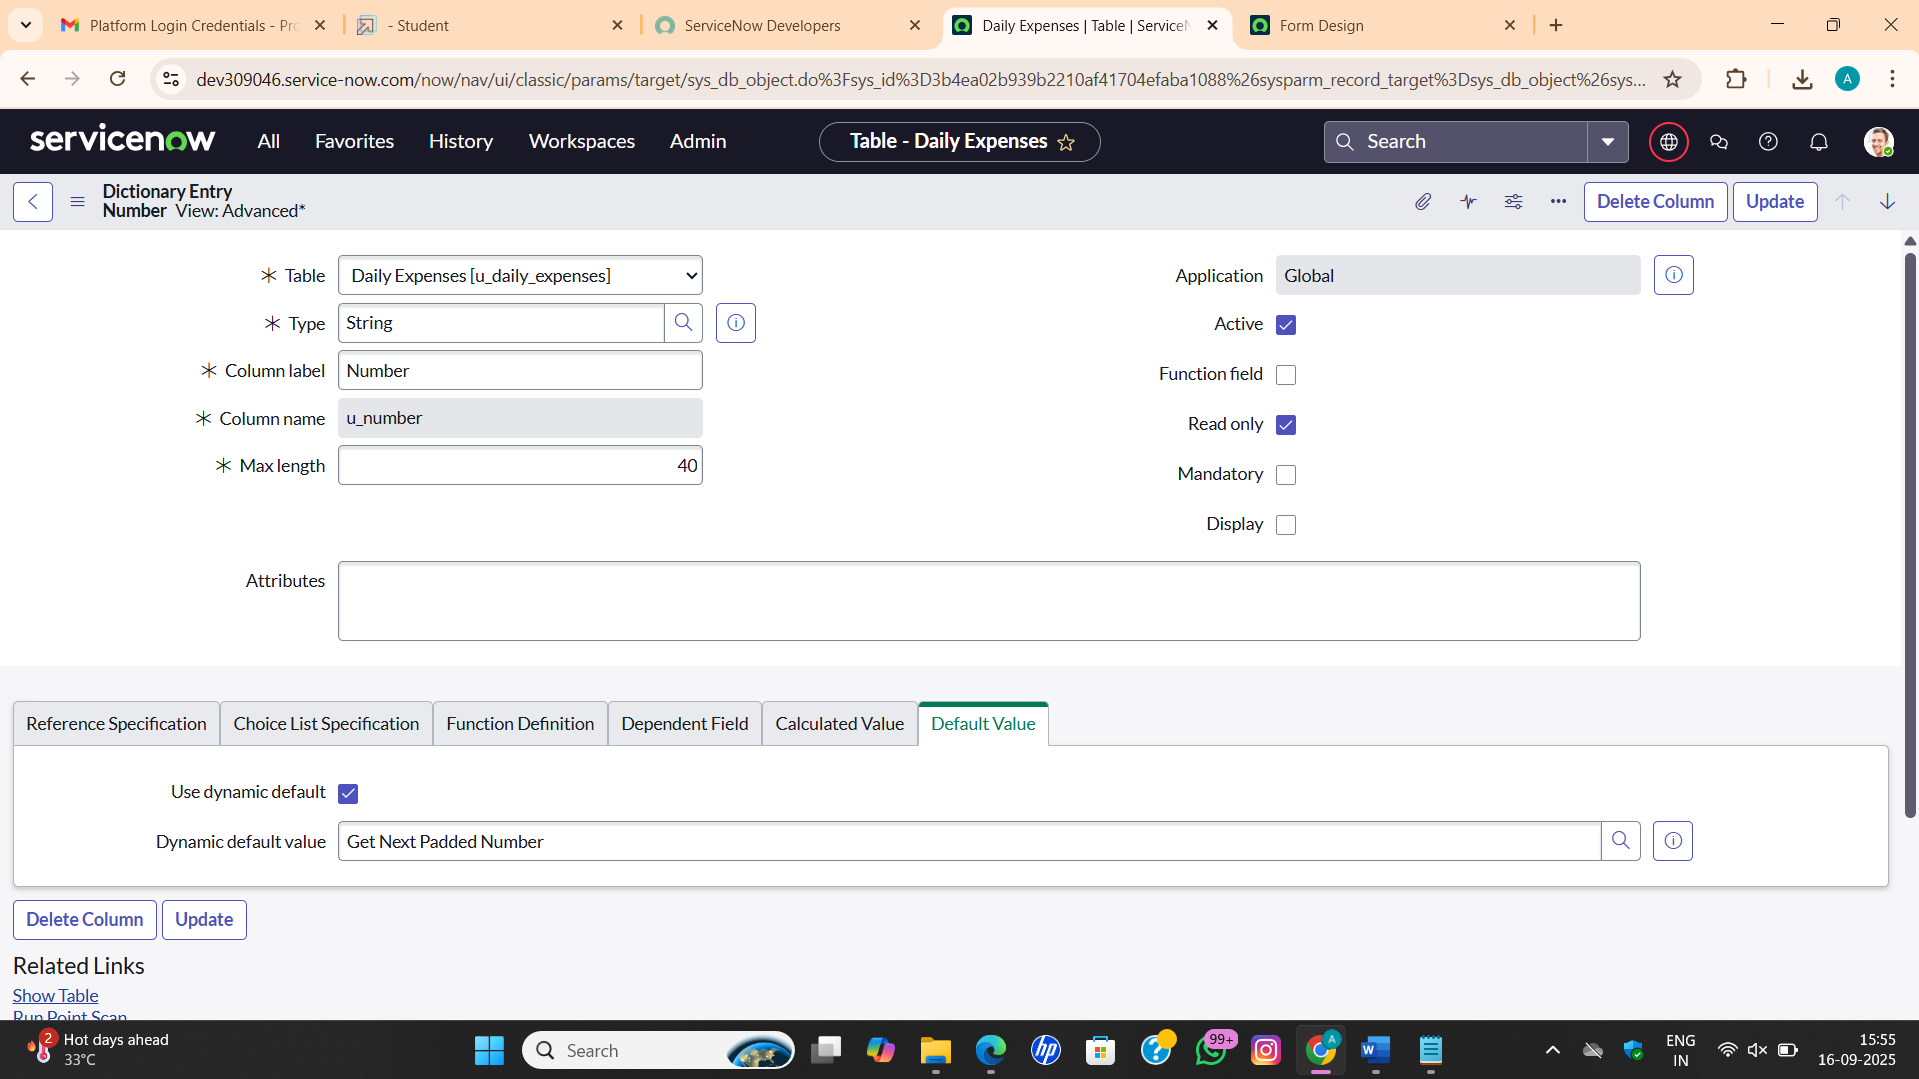 Platform Login Credentials - Pro
- Student
ServiceNow Developers
Daily Expenses | Table | ServiceN
Form Design
dev309046.service-now.com/now/nav/ui/classic/params/target/sys_db_object.do%3Fsys_id%3D3b4ea02b939b2210af41704efaba1088%26sysparm_record_target%3Dsys_db_object%26sys...
A
servicenow
All
Favorites
History
Workspaces
Admin
Table - Daily Expenses
Search
Dictionary Entry
Number View: Advanced*
Delete Column
Update
Table
Daily Expenses [u_daily_expenses]
Application
Global
Type
String
Active
Column label
Number
Function field
Column name
u_number
Read only
Max length
40
Mandatory
Display
Attributes
Reference Specification
Choice List Specification
Function Definition
Dependent Field
Calculated Value
Default Value
Use dynamic default
Dynamic default value
Get Next Padded Number
Delete Column
Update
Related Links
Show Table
Run Point Scan
2
Hot days ahead
33°C
Search
99+
A
ENG
IN
15:55
16-09-2025